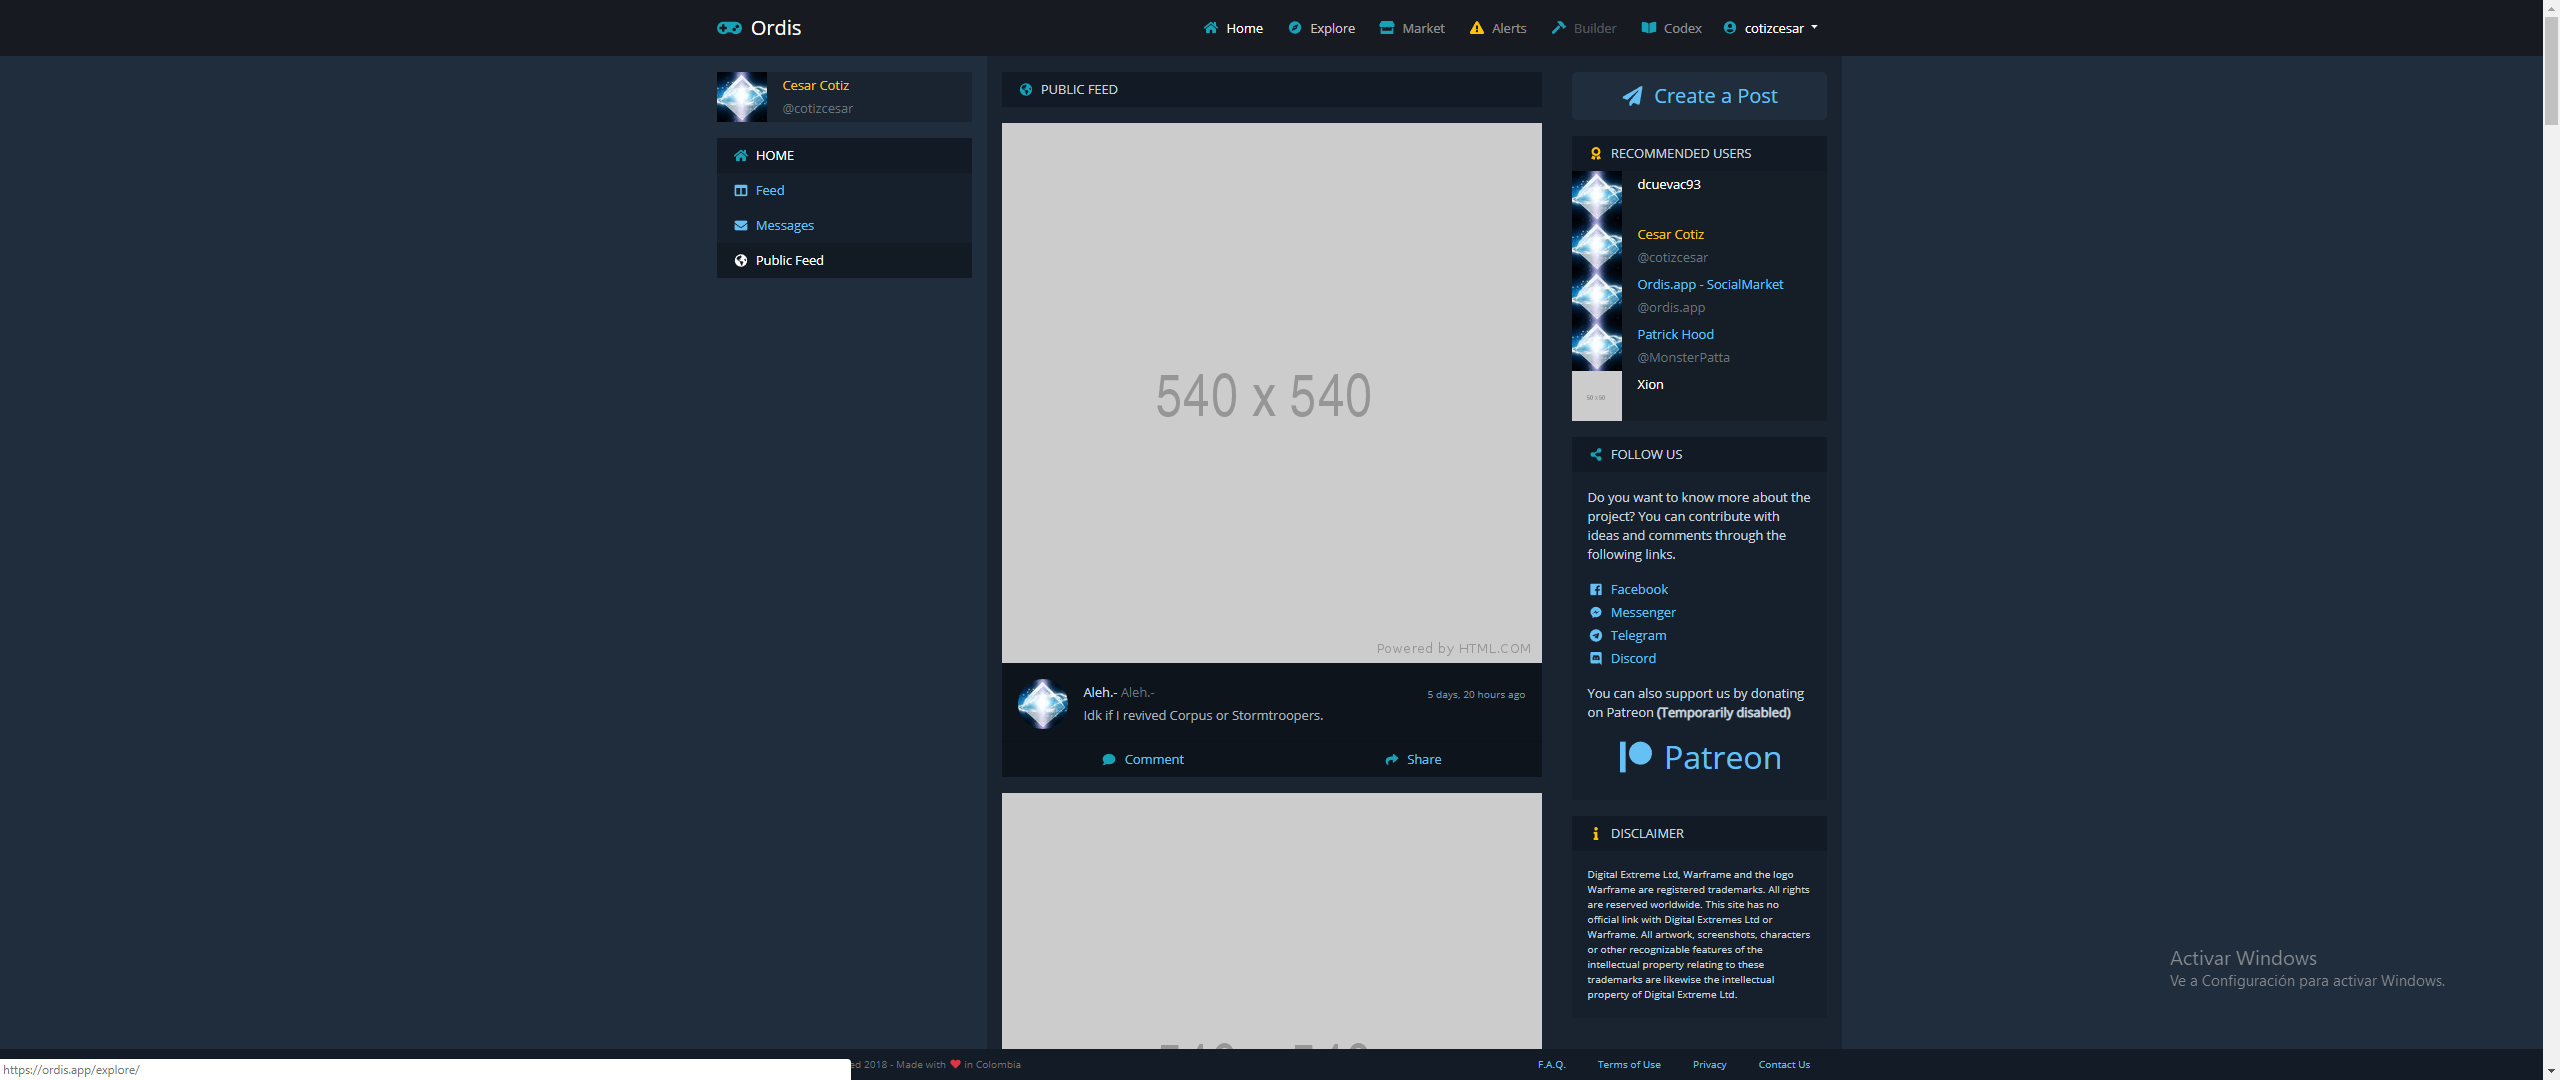 Ordis
Home
Explore
Market
Alerts
Builder
Codex
cotizcesar
Cesar Cotiz
@cotizcesar
HOME
Feed
Messages
Public Feed
PUBLIC FEED
540 x 540
Powered by HTML.COM
Aleh.- Aleh.-
5 days, 20 hours ago
Idk if I revived Corpus or Stormtroopers.
Comment
Share
Create a Post
RECOMMENDED USERS
dcuevac93
Cesar Cotiz
@cotizcesar
Ordis.app - SocialMarket
@ordis.app
Patrick Hood
@MonsterPatta
50 x 50
Xion
FOLLOW US
Do you want to know more about the
project? You can contribute with
ideas and comments through the
following links.
Facebook
Messenger
Telegram
Discord
You can also support us by donating
on Patreon (Temporarily disabled)
Patreon
DISCLAIMER
Digital Extreme Ltd, Warframe and the logo
Warframe are registered trademarks. All rights
are reserved worldwide. This site has no
official link with Digital Extremes Ltd or
Warframe. All artwork, screenshots, characters
or other recognizable features of the
intellectual property relating to these
trademarks are likewise the intellectual
property of Digital Extreme Ltd.
Activar Windows
Ve a Configuración para activar Windows.
https://ordis.app/explore/
ed 2018 - Made with in Colombia
F.A.Q.
Terms of Use
Privacy
Contact Us